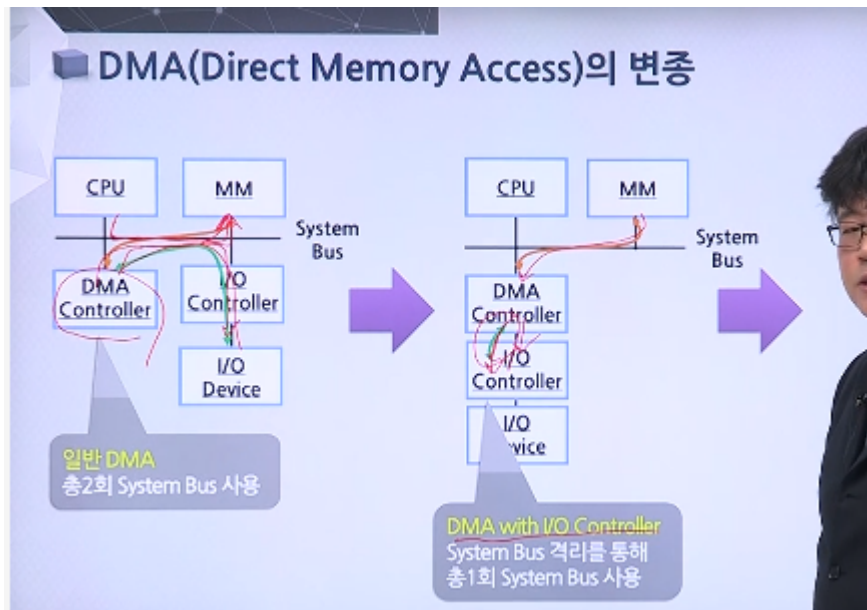 DMA(Direct Memory Access)의 변종
CPU
MM
System
Bus
DMA
Controller
I/O
Controller
I/O
Device
일반 DMA
총2회 System Bus 사용
CPU
MM
System
Bus
DMA
Controller
I/O
Controller
I/O
DMA with I/O Controller
System Bus 격리를 통해
총1회 System Bus 사용